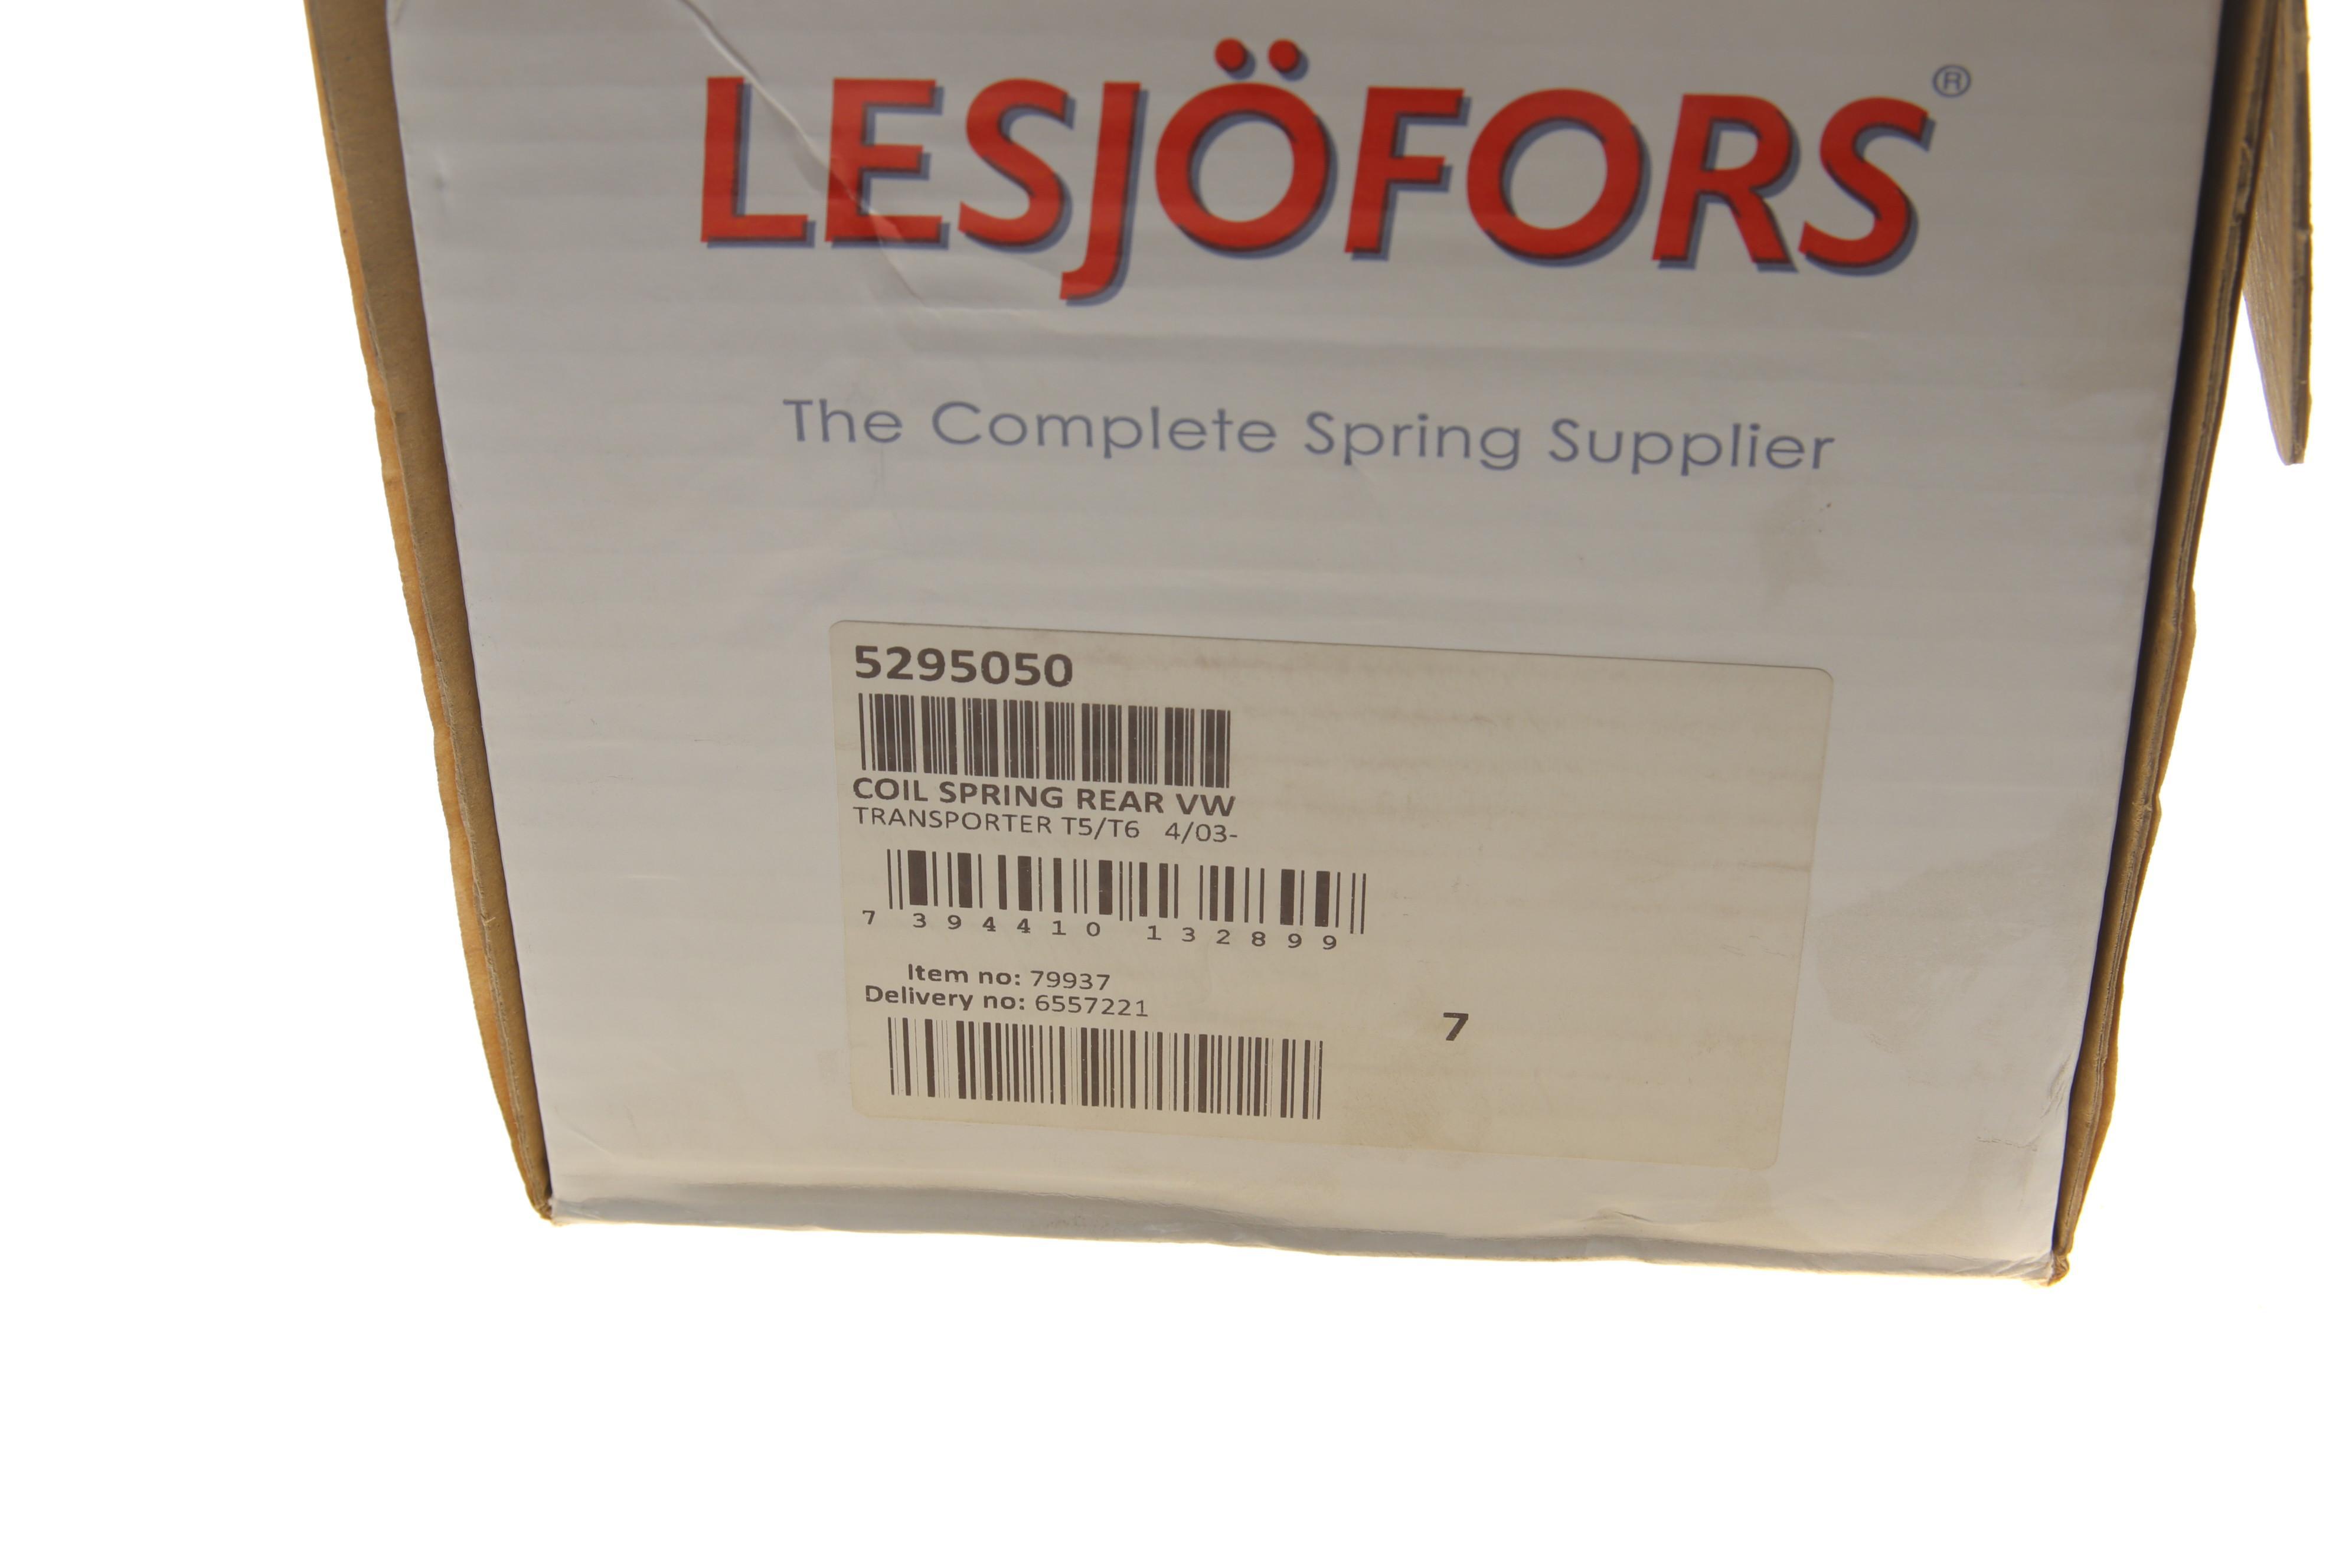 LESJÖFORS®
The Complete Spring Supplier
5295050
COIL SPRING REAR VW
TRANSPORTER T5/T6 4/03-
7 394410 132899
Item no: 79937
Delivery no: 6557221
7